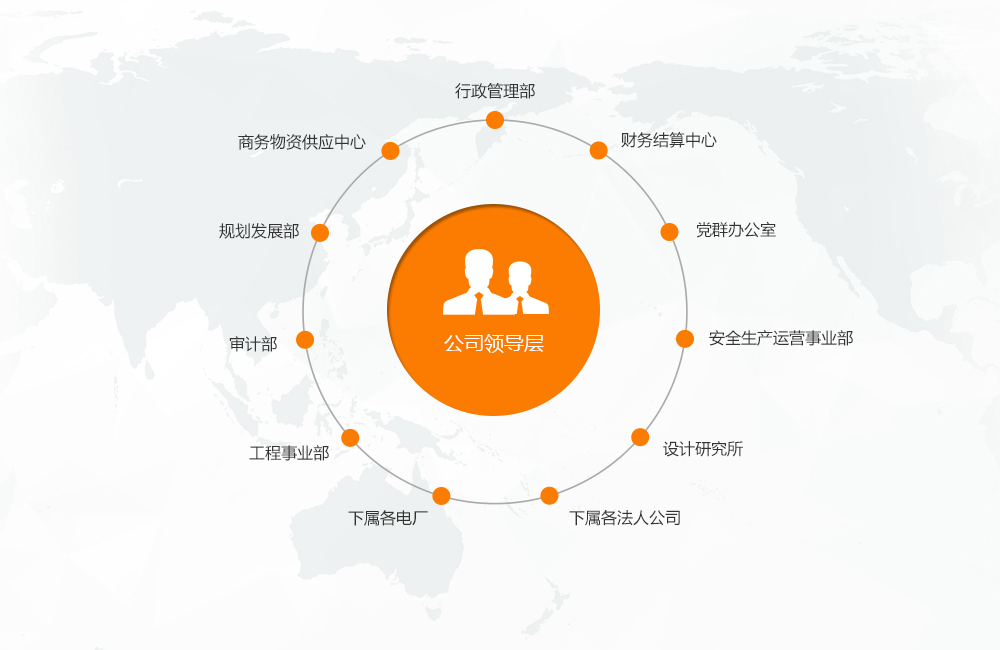 行政管理部
商务物资供应中心
财务结算中心
规划发展部
党群办公室
公司领导层
审计部
安全生产运营事业部
工程事业部
设计研究所
下属各电厂
下属各法人公司